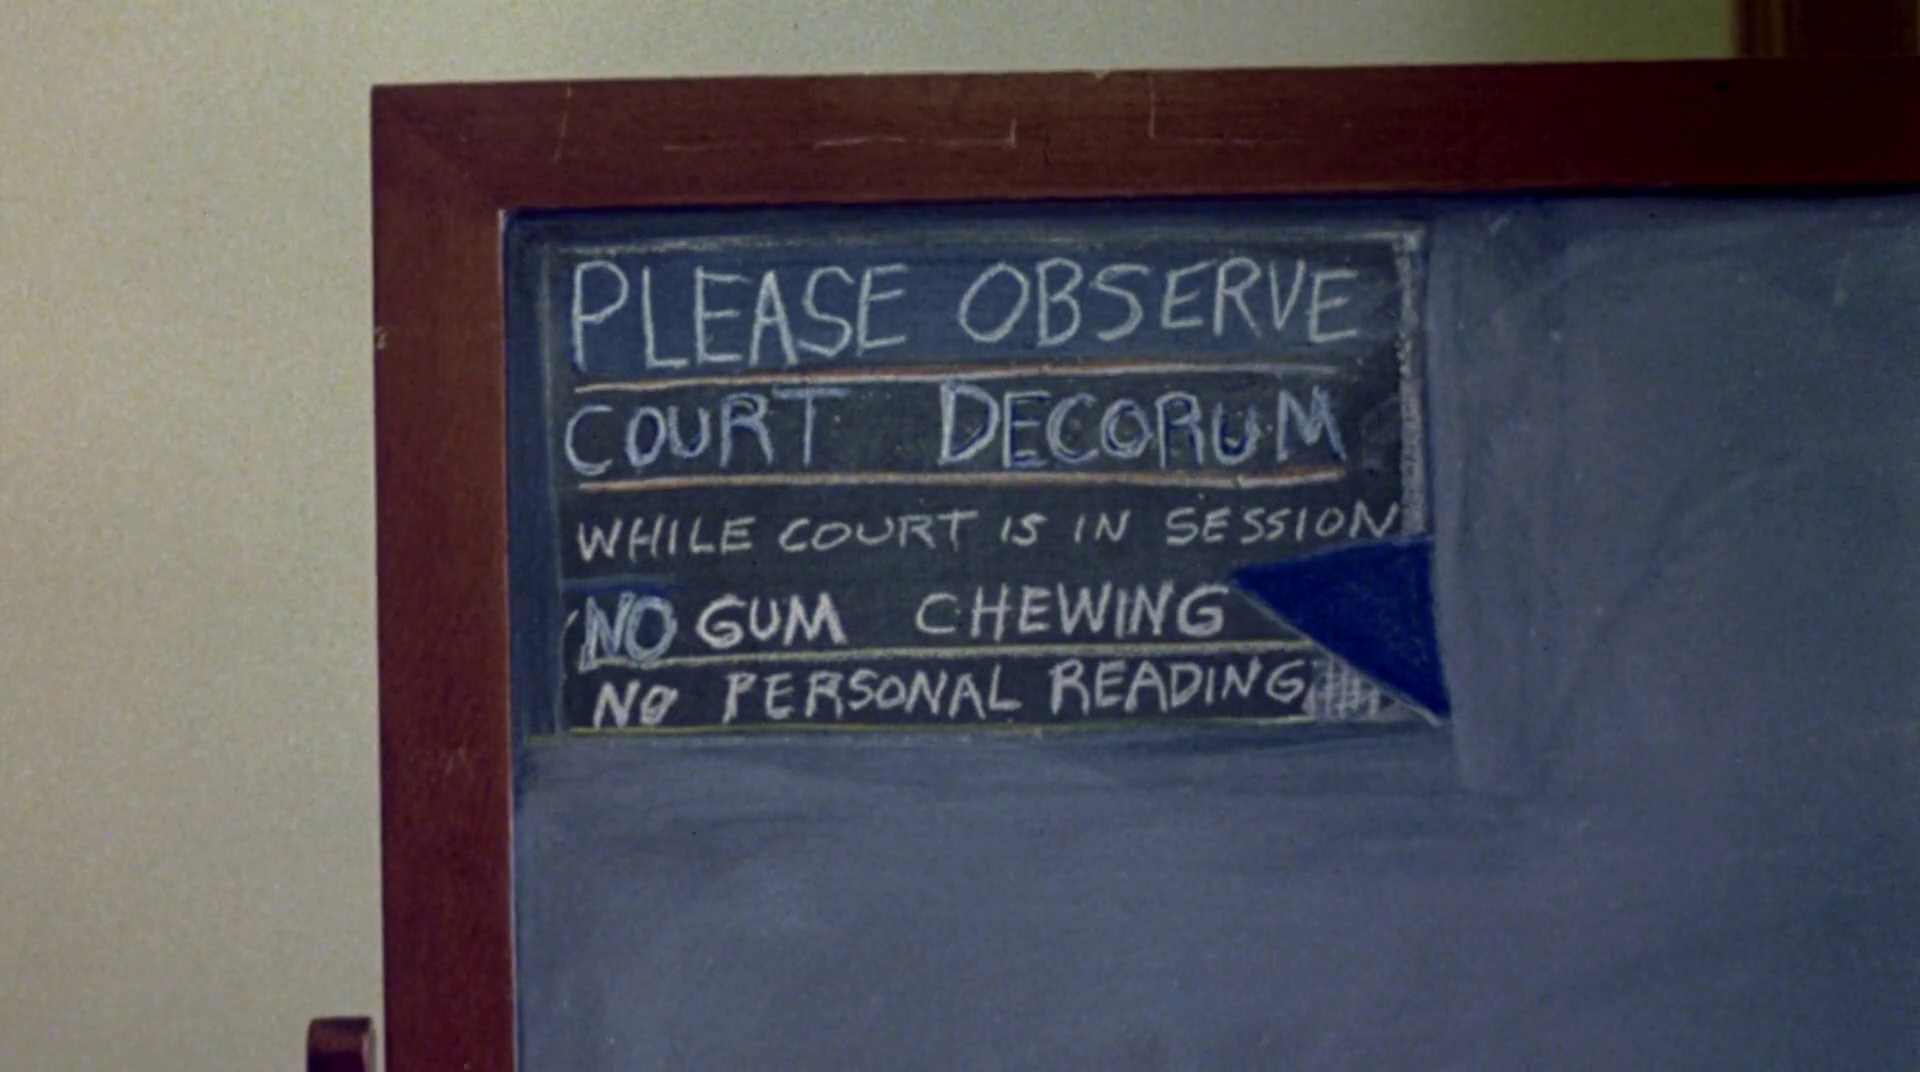 PLEASE OBSERVE
COURT DECORUM
WHILE COURT IS IN SESSION
NO GUM CHEWING
NO PERSONAL READING